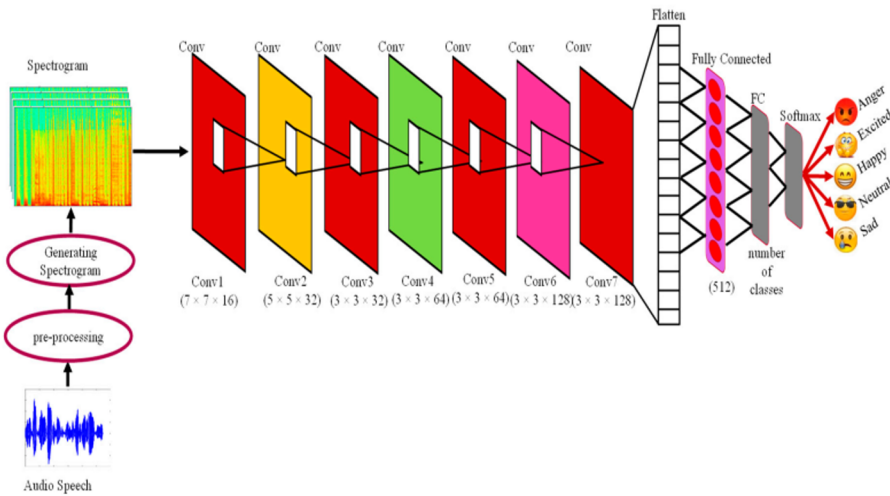 Spectrogram
Generating
Spectrogram
pre-processing
Audio Speech
Conv
Conv
Conv
Conv
Conv
Conv
Conv
Conv1
(7 × 7 × 16)
Conv2
(5 × 5 × 32)
Conv3
(3 × 3 × 32)
Conv4
(3 × 3 × 64)
Conv5
(3 × 3 × 64)
Conv6
(3 × 3 × 128)
Conv7
(3 × 3 × 128)
Flatten
Fully Connected
(512)
FC
number
of
classes
Softmax
Anger
Excited
Happy
Neutral
Sad